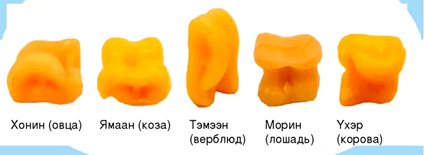 Хонин (овца)
Ямаан (коза)
Тэмээн
(верблюд)
Морин
(лошадь)
Үхэр
(корова)